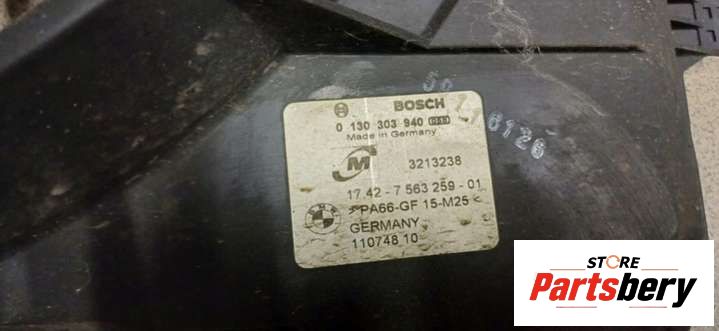 BOSCH
0 130 303 940
Made in Germany
3213238
17.42-7 563 259-01
BMW
>PA66-GF 15-M25<
GERMANY
110748 10
STORE
Partsbery